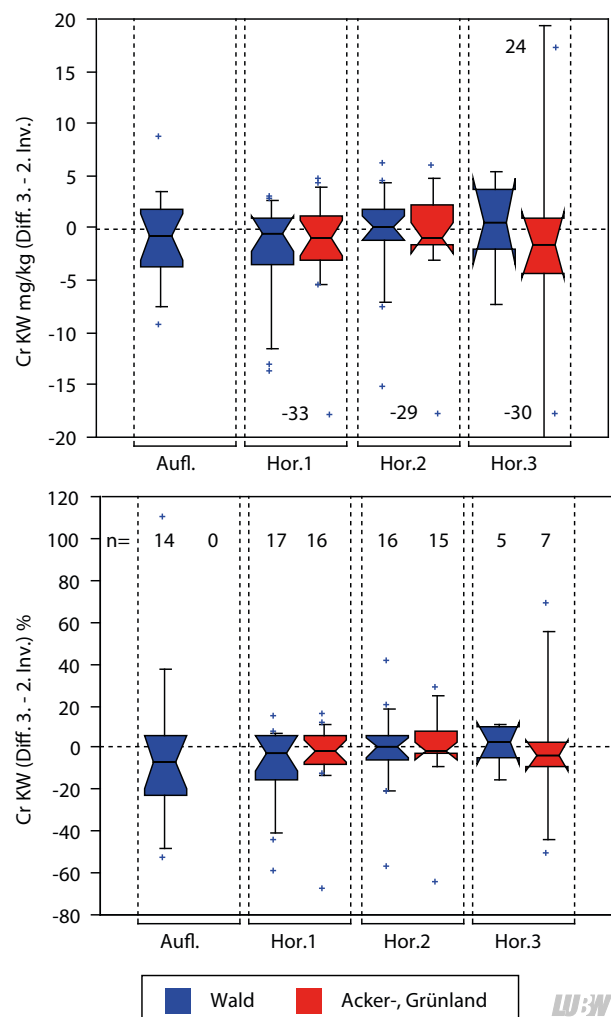 Cr KW mg/kg (Diff. 3. - 2. Inv.)
20
15
10
5
0
-5
-10
-15
-20
24
-33
-29
-30
Aufl.
Hor.1
Hor.2
Hor.3
Cr KW (Diff. 3. - 2. Inv.) %
120
100
80
60
40
20
0
-20
-40
-60
-80
n= 14 0 17 16 16 15 5 7
Aufl.
Hor.1
Hor.2
Hor.3
Wald
Acker-, Grünland
LUBW